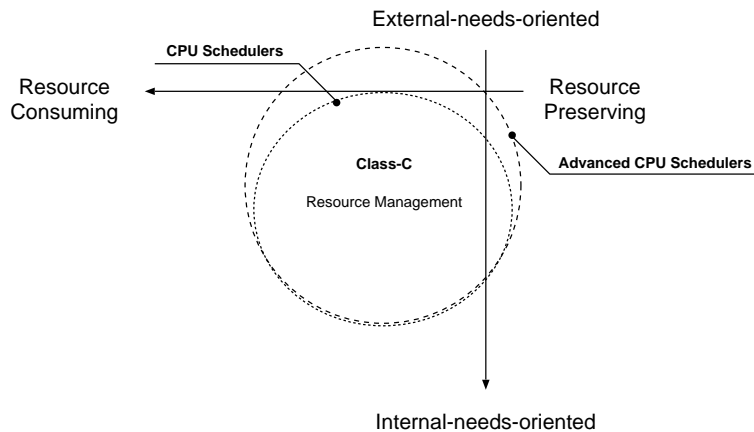 External-needs-oriented
CPU Schedulers
Resource
Consuming
Resource
Preserving
Class-C
Advanced CPU Schedulers
Resource Management
Internal-needs-oriented